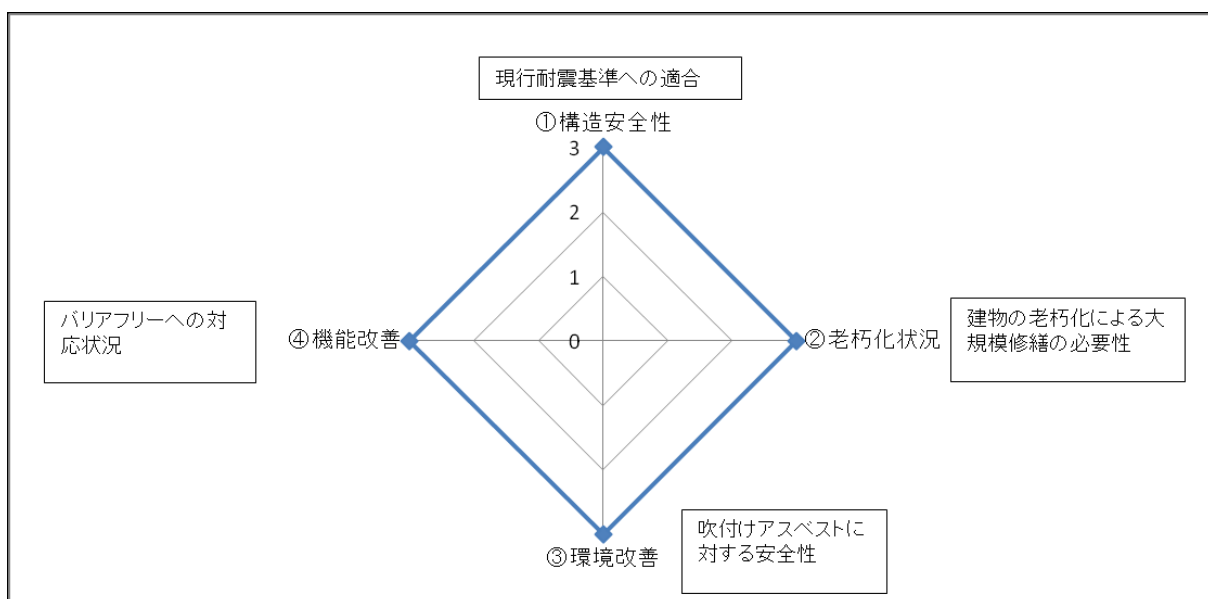 現行耐震基準への適合
①構造安全性
3
2
1
0
バリアフリーへの対
応状況
④機能改善
②老朽化状況
建物の老朽化による大
規模修繕の必要性
③環境改善
吹付けアスベストに
対する安全性